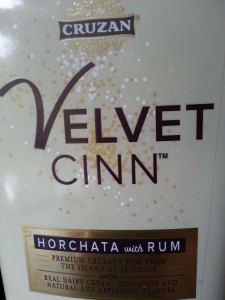 CRUZAN
VELVET
CINN™
HORCHATA with RUM
PREMIUM CRUZAN® RUM FROM
THE ISLAND OF ST. CROIX
with
REAL DAIRY CREAM, CINNAMON AND
NATURAL AND ARTIFICIAL FLAVORS